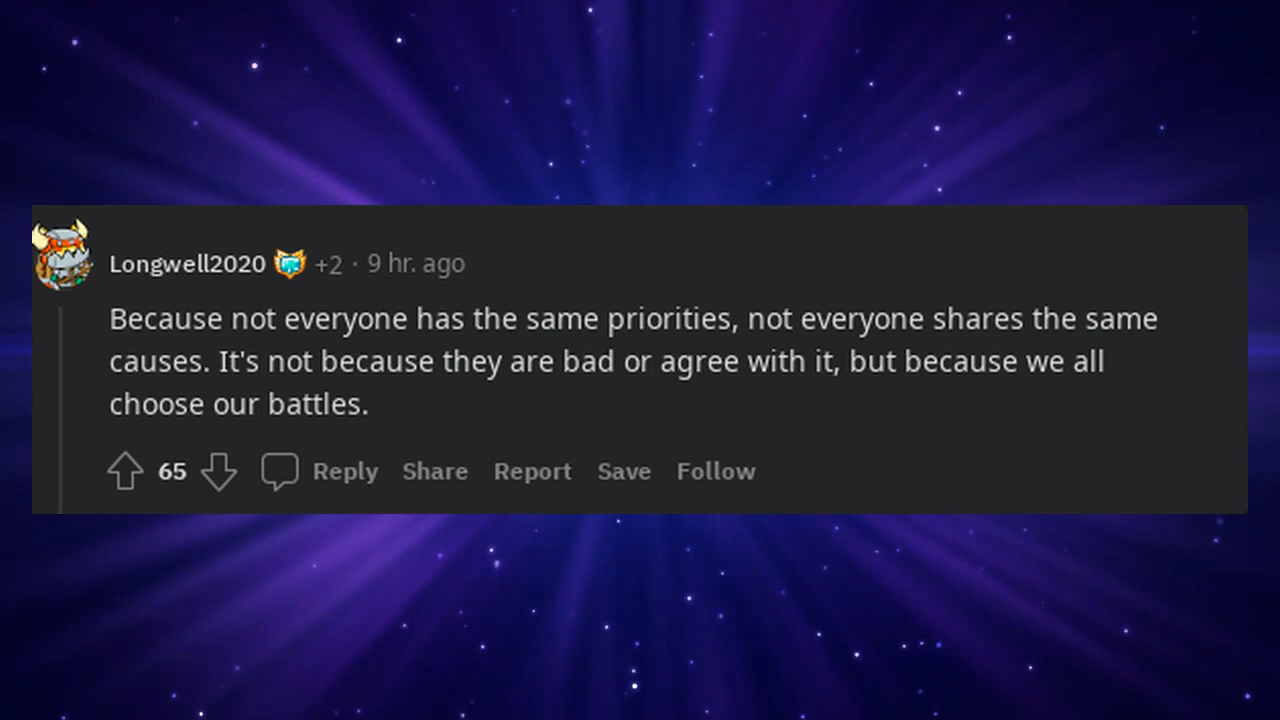 Longwell2020 +2 · 9 hr. ago
Because not everyone has the same priorities, not everyone shares the same
causes. It's not because they are bad or agree with it, but because we all
choose our battles.
65 Reply Share Report Save Follow